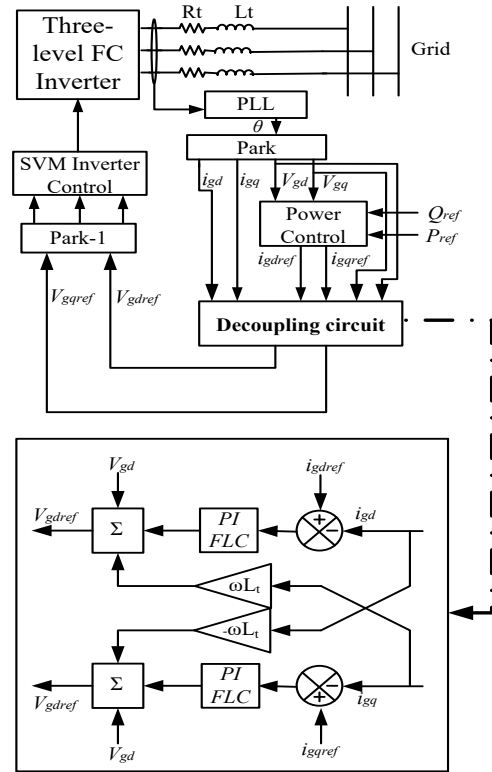 Three-
level FC
Inverter
Rt
Lt
Grid
PLL
θ
Park
SVM Inverter
Control
igd
igq
Vgd
Vgq
Power
Control
Qref
Pref
Park-1
igdref
igqref
Vgqref
Vgdref
Decoupling circuit
Vgd
igdref
Vgdref
Σ
PI
FLC
+
-
igd
ωLt
-ωLt
Vgdref
Σ
PI
FLC
-
+
igq
Vgd
igqref